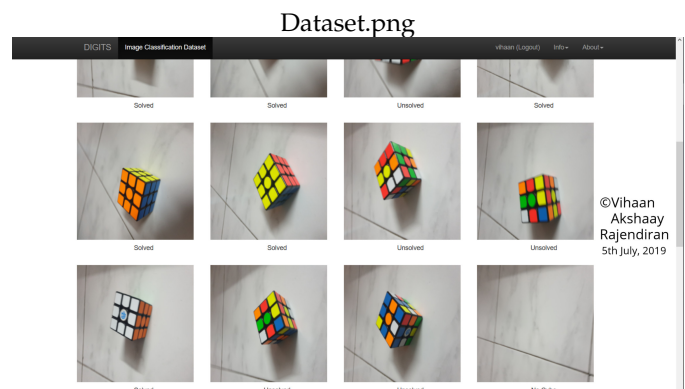 Dataset.png
DIGITS Image Classification Dataset vihaan (Logout) Info About
Solved Solved Unsolved Solved
Solved Solved Unsolved Unsolved
©Vihaan
Akshaay
Rajendiran
5th July, 2019